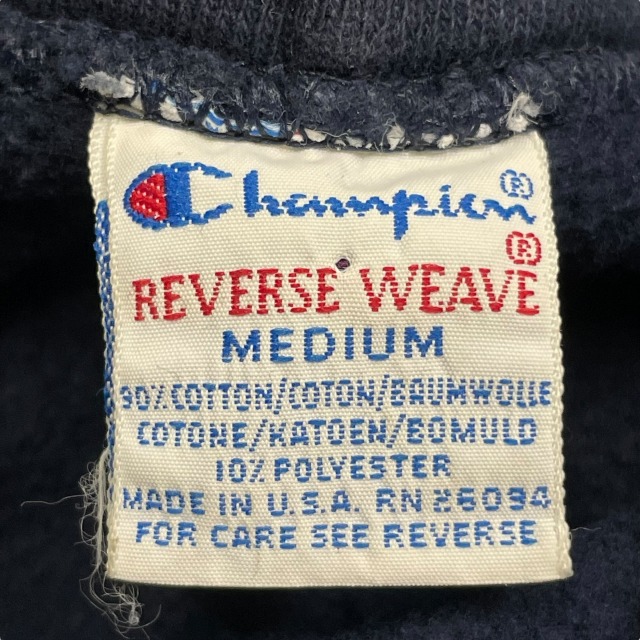 Champion®
REVERSE WEAVE®
MEDIUM
90% COTTON/COTON/BAUMWOLLE
COTONE/KATOEN/BOMULD
10% POLYESTER
MADE IN U.S.A. RN 26094
FOR CARE SEE REVERSE